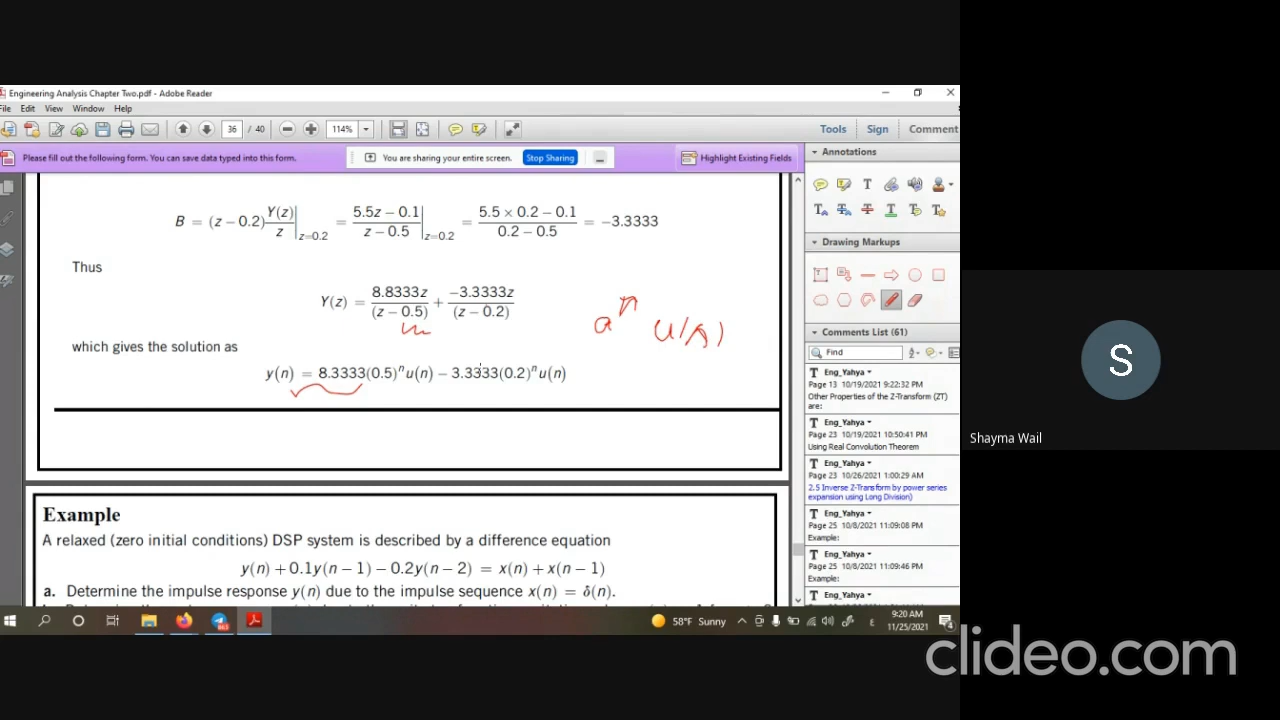 Engineering Analysis Chapter Two.pdf - Adobe Reader
File Edit View Window Help
36 / 40 114%
Tools Sign Comment
Please fill out the following form. You can save data typed into this form.
You are sharing your entire screen. Stop Sharing
Highlight Existing Fields
B = (z − 0.2) Y(z)/z |z=0.2 = 5.5z − 0.1/z − 0.5 |z=0.2 = 5.5 × 0.2 − 0.1/0.2 − 0.5 = −3.3333
Thus
Y(z) = 8.8333z/(z − 0.5) + −3.3333z/(z − 0.2)
a^n u(n)
which gives the solution as
y(n) = 8.3333(0.5)^n u(n) − 3.3333(0.2)^n u(n)
Example
A relaxed (zero initial conditions) DSP system is described by a difference equation
y(n) + 0.1y(n − 1) − 0.2y(n − 2) = x(n) + x(n − 1)
a. Determine the impulse response y(n) due to the impulse sequence x(n) = δ(n).
Annotations
Drawing Markups
Comments List (61)
Find
Eng_Yahya
Page 13 10/19/2021 9:22:32 PM
Other Properties of the Z-Transform (ZT)
are:
Eng_Yahya
Page 23 10/19/2021 10:50:41 PM
Using Real Convolution Theorem
Eng_Yahya
Page 23 10/26/2021 1:00:29 AM
2.5 Inverse Z-Transform by power series
expansion using Long Division)
Eng_Yahya
Page 25 10/8/2021 11:09:08 PM
Example:
Eng_Yahya
Page 25 10/8/2021 11:09:46 PM
Example:
Eng_Yahya
58°F Sunny
9:20 AM
11/25/2021
S
Shayma Wail
clideo.com